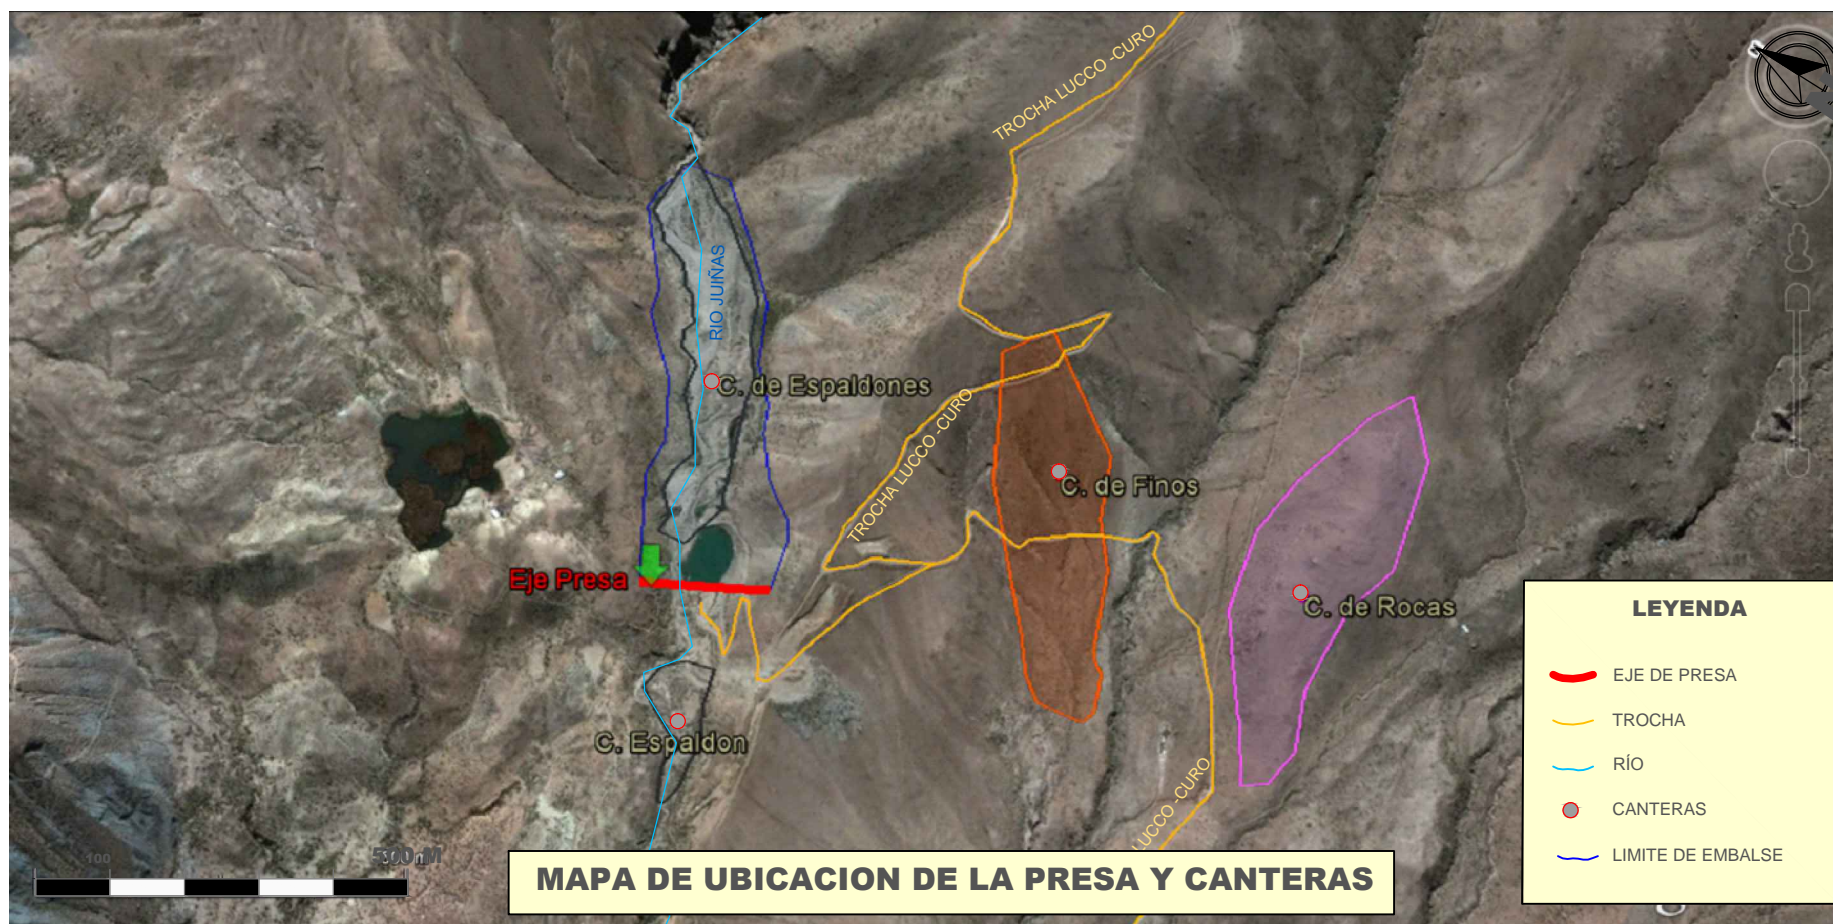 TROCHA LUCCO -CURO
N
RIO JUIÑAS
C. de Espaldones
TROCHA LUCCO -CURO
C. de Finos
Eje Presa
C. de Rocas
C. Espaldon
LUCCO -CURO
LEYENDA
EJE DE PRESA
TROCHA
RÍO
CANTERAS
LIMITE DE EMBALSE
100
MAPA DE UBICACION DE LA PRESA Y CANTERAS